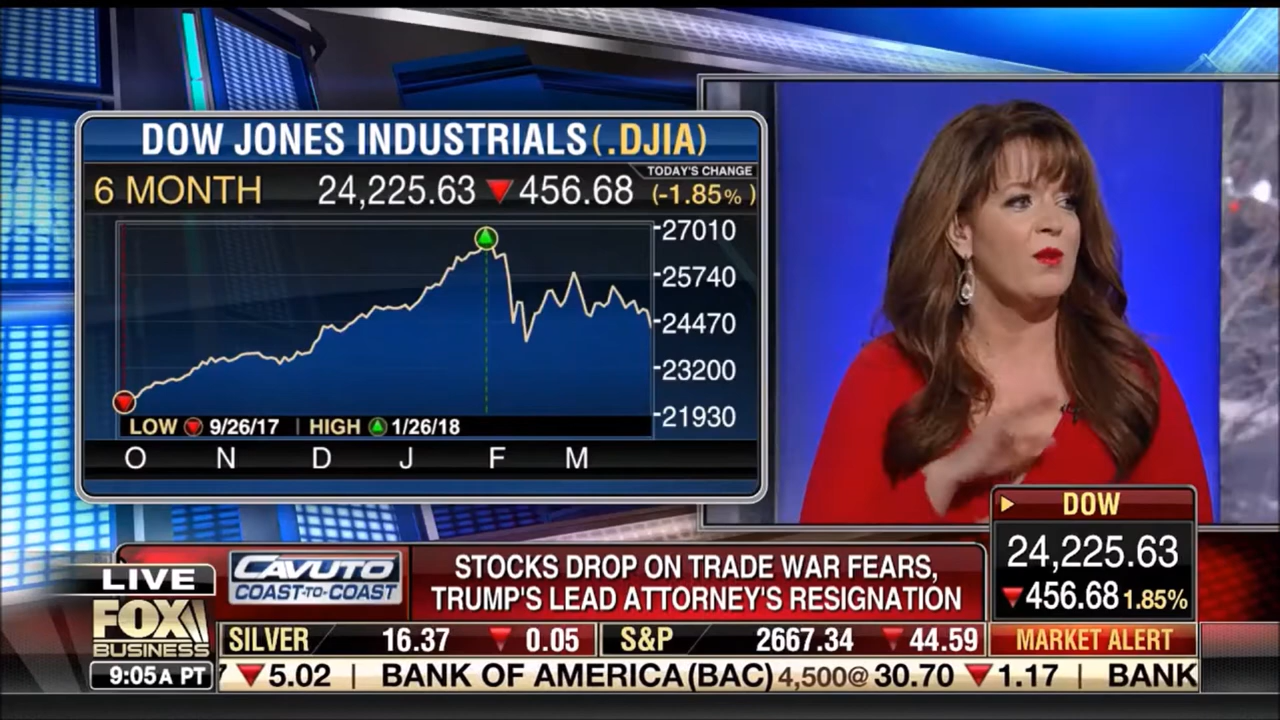 DOW JONES INDUSTRIALS (.DJIA)
TODAY'S CHANGE
6 MONTH 24,225.63 ▼ 456.68 (-1.85%)
27010
25740
24470
23200
21930
LOW 9/26/17 | HIGH 1/26/18
O N D J F M
DOW
24,225.63
▼456.68 1.85%
MARKET ALERT
LIVE
FOX
BUSINESS
9:05A PT
CAVUTO
COAST-TO-COAST
STOCKS DROP ON TRADE WAR FEARS,
TRUMP'S LEAD ATTORNEY'S RESIGNATION
SILVER 16.37 ▼ 0.05 S&P 2667.34 ▼ 44.59
▼5.02 | BANK OF AMERICA (BAC) 4,500@ 30.70 ▼1.17 | BANK